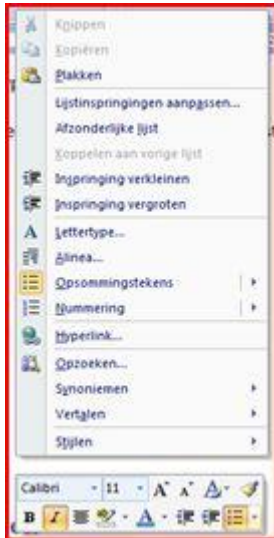 Knippen
Kopiëren
Plakken
Lijstinspringingen aanpassen...
Afzonderlijke lijst
Koppelen aan vorige lijst
Inspringing verkleinen
Inspringing vergroten
Lettertype...
Alinea...
Opsommingstekens
Nummering
Hyperlink...
Opzoeken...
Synoniemen
Vertalen
Stijlen
Calibri 11 A A A
B I A